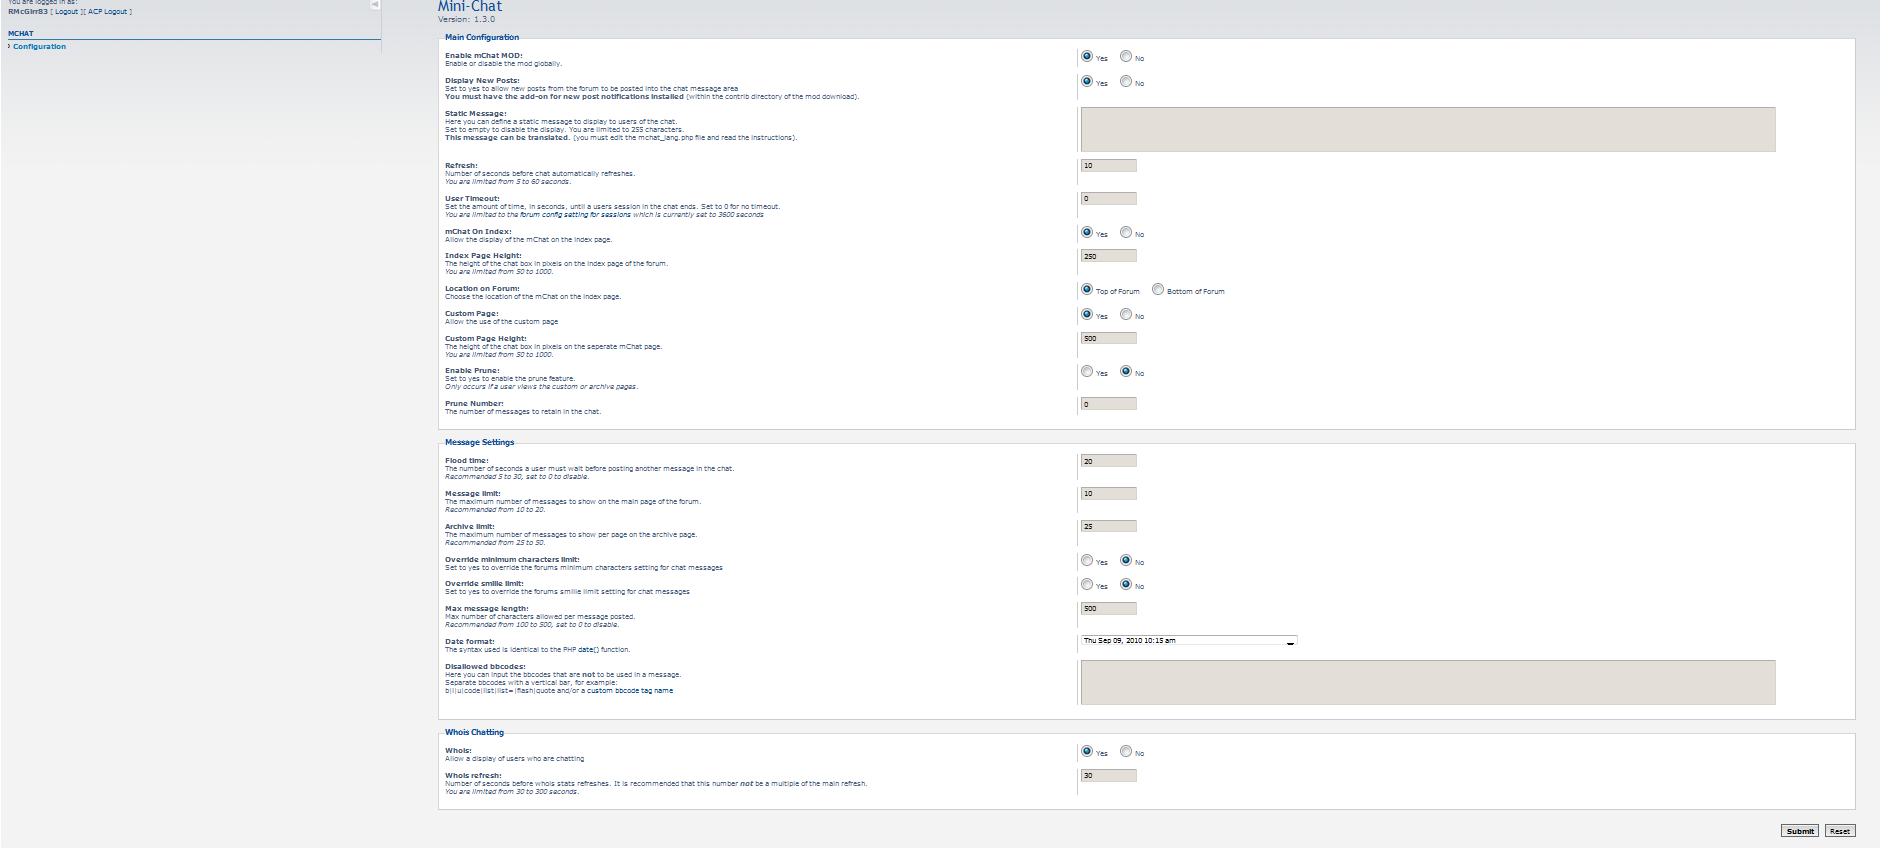 You are logged in as:
RMcGirr83 [ Logout ][ ACP Logout ]
MCHAT
Configuration
Mini-Chat
Version: 1.3.0
Main Configuration
Enable mChat MOD:
Enable or disable the mod globally.
Yes No
Display New Posts:
Set to yes to allow new posts from the forum to be posted into the chat message area
You must have the add-on for new post notifications installed (within the contrib directory of the mod download).
Yes No
Static Message:
Here you can define a static message to display to users of the chat.
Set to empty to disable the display. You are limited to 255 characters.
This message can be translated. (you must edit the mchat_lang.php file and read the instructions).
Refresh:
Number of seconds before chat automatically refreshes.
You are limited from 5 to 60 seconds.
10
User Timeout:
Set the amount of time, in seconds, until a users session in the chat ends. Set to 0 for no timeout.
You are limited to the forum config setting for sessions which is currently set to 3600 seconds
0
mChat On Index:
Allow the display of the mChat on the index page.
Yes No
Index Page Height:
The height of the chat box in pixels on the index page of the forum.
You are limited from 50 to 1000.
250
Location on Forum:
Choose the location of the mChat on the index page.
Top of Forum Bottom of Forum
Custom Page:
Allow the use of the custom page
Yes No
Custom Page Height:
The height of the chat box in pixels on the seperate mChat page.
You are limited from 50 to 1000.
500
Enable Prune:
Set to yes to enable the prune feature.
Only occurs if a user views the custom or archive pages.
Yes No
Prune Number:
The number of messages to retain in the chat.
0
Message Settings
Flood time:
The number of seconds a user must wait before posting another message in the chat.
Recommended 5 to 30, set to 0 to disable.
20
Message limit:
The maximum number of messages to show on the main page of the forum.
Recommended from 10 to 20.
10
Archive limit:
The maximum number of messages to show per page on the archive page.
Recommended from 25 to 50.
25
Override minimum characters limit:
Set to yes to override the forums minimum characters setting for chat messages
Yes No
Override smilie limit:
Set to yes to override the forums smilie limit setting for chat messages
Yes No
Max message length:
Max number of characters allowed per message posted.
Recommended from 100 to 500, set to 0 to disable.
500
Date format:
The syntax used is identical to the PHP date() function.
Thu Sep 09, 2010 10:15 am
Disallowed bbcodes:
Here you can input the bbcodes that are not to be used in a message.
Separate bbcodes with a vertical bar, for example:
b|i|u|code|list|list=|flash|quote and/or a custom bbcode tag name
Whois Chatting
Whois:
Allow a display of users who are chatting
Yes No
Whois refresh:
Number of seconds before whois stats refreshes. It is recommended that this number not be a multiple of the main refresh.
You are limited from 30 to 300 seconds.
30
Submit Reset